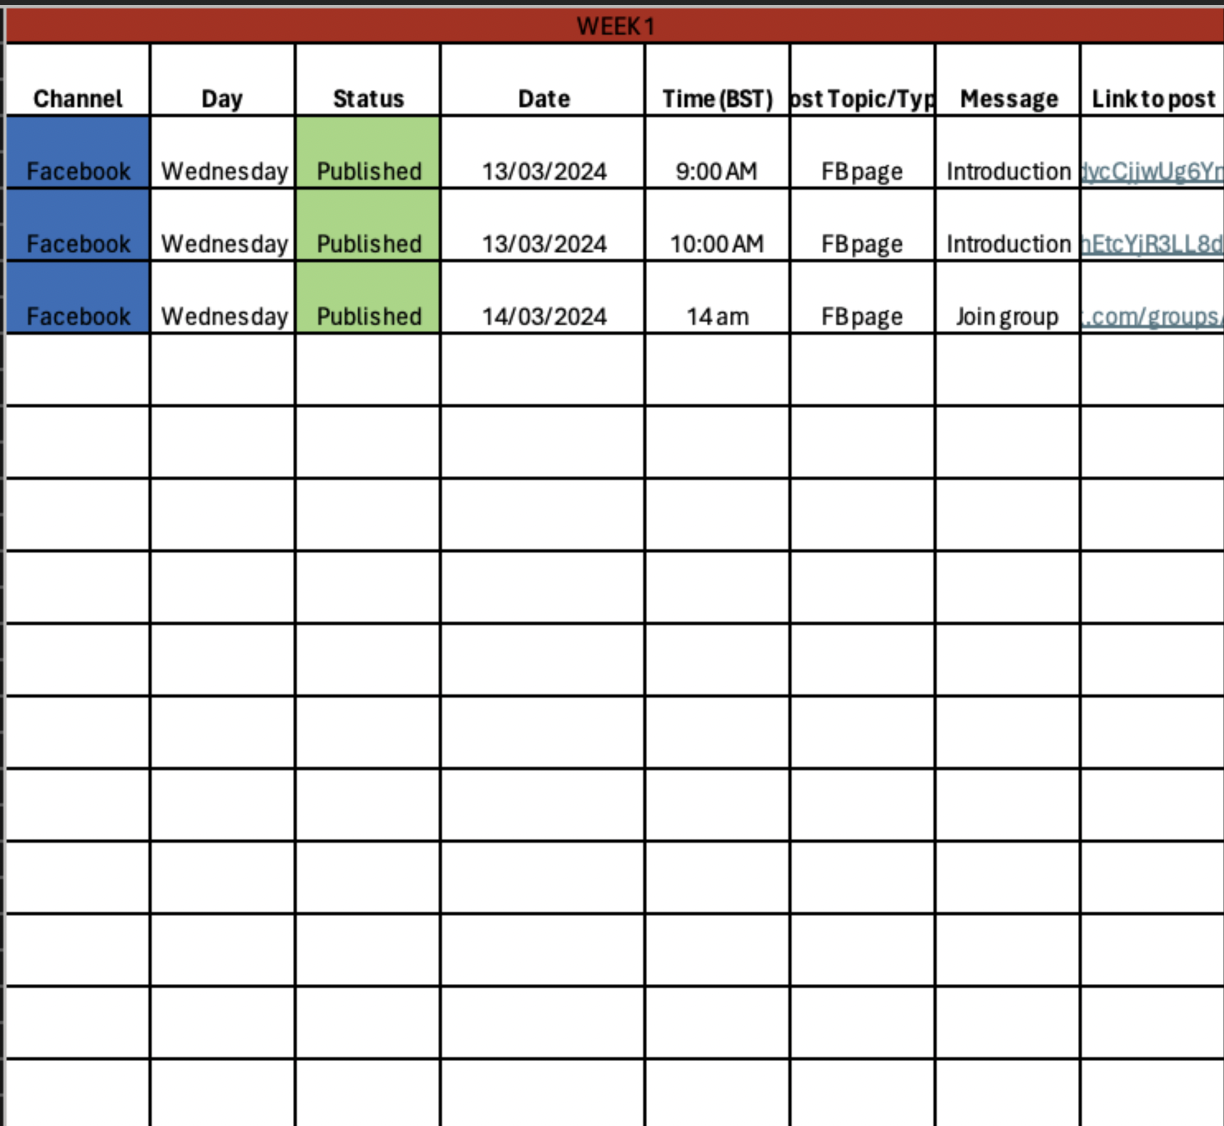 WEEK 1
Channel Day Status Date Time (BST) ost Topic/Typ Message Link to post
Facebook Wednesday Published 13/03/2024 9:00 AM FB page Introduction dycCjjwUg6Yr
Facebook Wednesday Published 13/03/2024 10:00 AM FB page Introduction hEtcYjR3LL8d
Facebook Wednesday Published 14/03/2024 14 am FB page Join group .com/groups/